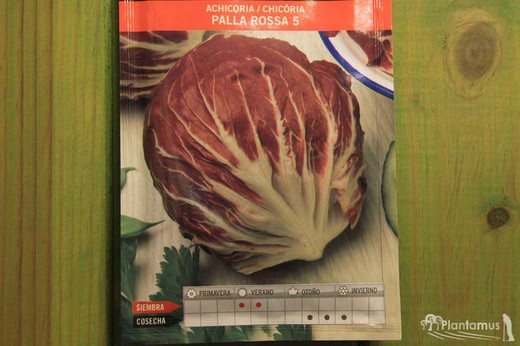 ACHICORIA / CHICÓRIA
PALLA ROSSA 5
PRIMAVERA VERANO OTOÑO INVIERNO
SIEMBRA
COSECHA
Plantamus